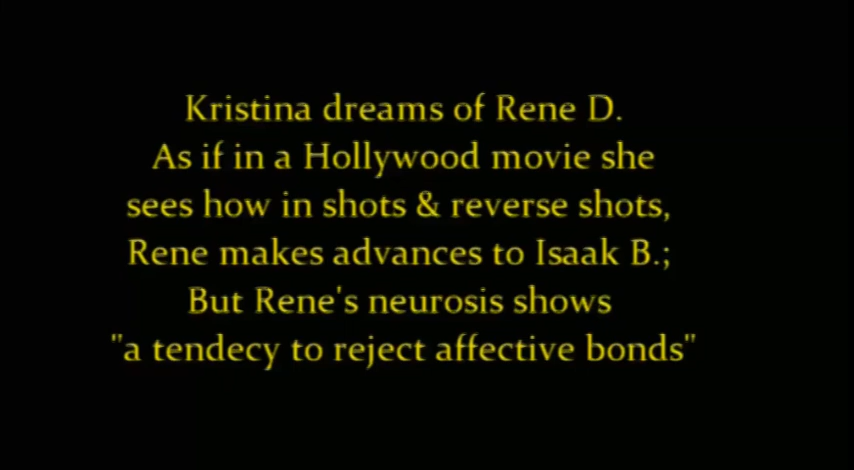 Kristina dreams of Rene D.
As if in a Hollywood movie she
sees how in shots & reverse shots,
Rene makes advances to Isaak B.;
But Rene's neurosis shows
"a tendecy to reject affective bonds"